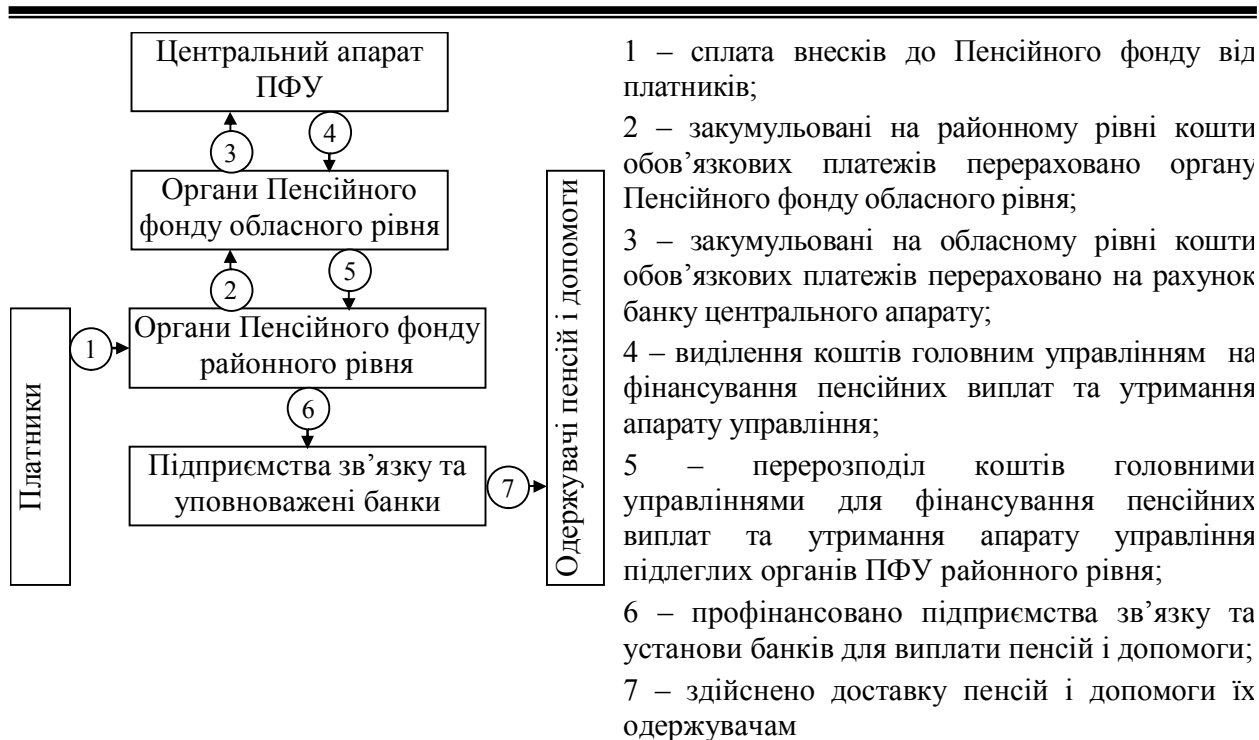 Центральний апарат
ПФУ
3
4
Органи Пенсійного
фонду обласного рівня
2
5
Платники
1
Органи Пенсійного фонду
районного рівня
6
Підприємства зв’язку та
уповноважені банки
7
Одержувачі пенсій і допомоги
1 – сплата внесків до Пенсійного фонду від
платників;
2 – закумульовані на районному рівні кошти
обов’язкових платежів перераховано органу
Пенсійного фонду обласного рівня;
3 – закумульовані на обласному рівні кошти
обов’язкових платежів перераховано на рахунок
банку центрального апарату;
4 – виділення коштів головним управлінням на
фінансування пенсійних виплат та утримання
апарату управління;
5 – перерозподіл коштів головними
управліннями для фінансування пенсійних
виплат та утримання апарату управління
підлеглих органів ПФУ районного рівня;
6 – профінансовано підприємства зв’язку та
установи банків для виплати пенсій і допомоги;
7 – здійснено доставку пенсій і допомоги їх
одержувачам